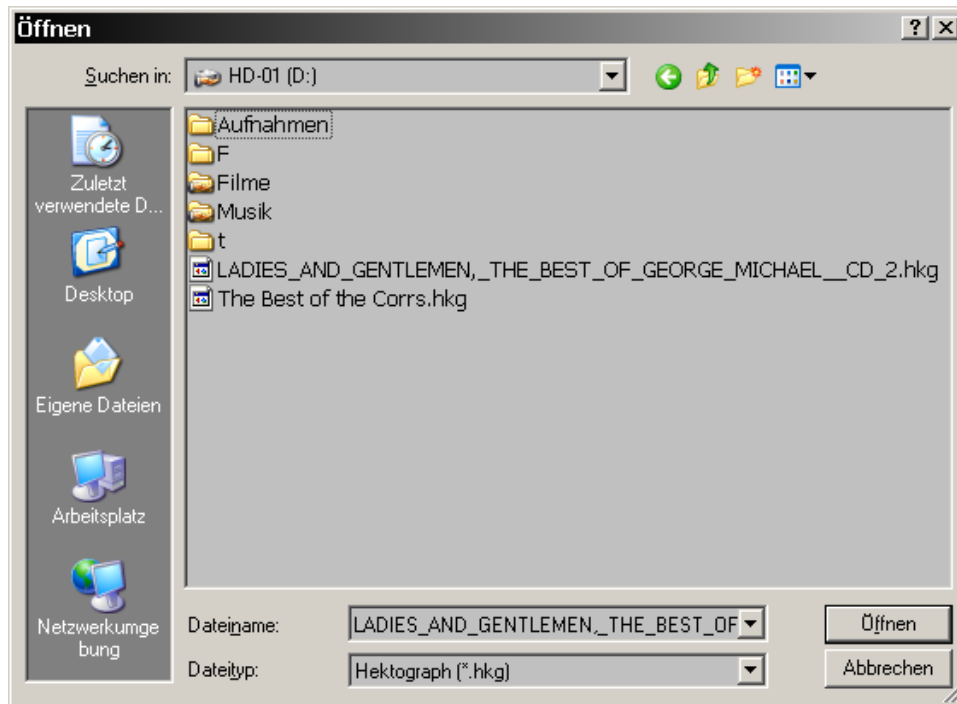 Öffnen
Suchen in:
HD-01 (D:)
Zuletzt
verwendete D...
Desktop
Eigene Dateien
Arbeitsplatz
Netzwerkumge
bung
Aufnahmen
F
Filme
Musik
t
LADIES_AND_GENTLEMEN,_THE_BEST_OF_GEORGE_MICHAEL__CD_2.hkg
The Best of the Corrs.hkg
Dateiname:
LADIES_AND_GENTLEMEN,_THE_BEST_OF
Öffnen
Dateityp:
Hektograph (*.hkg)
Abbrechen